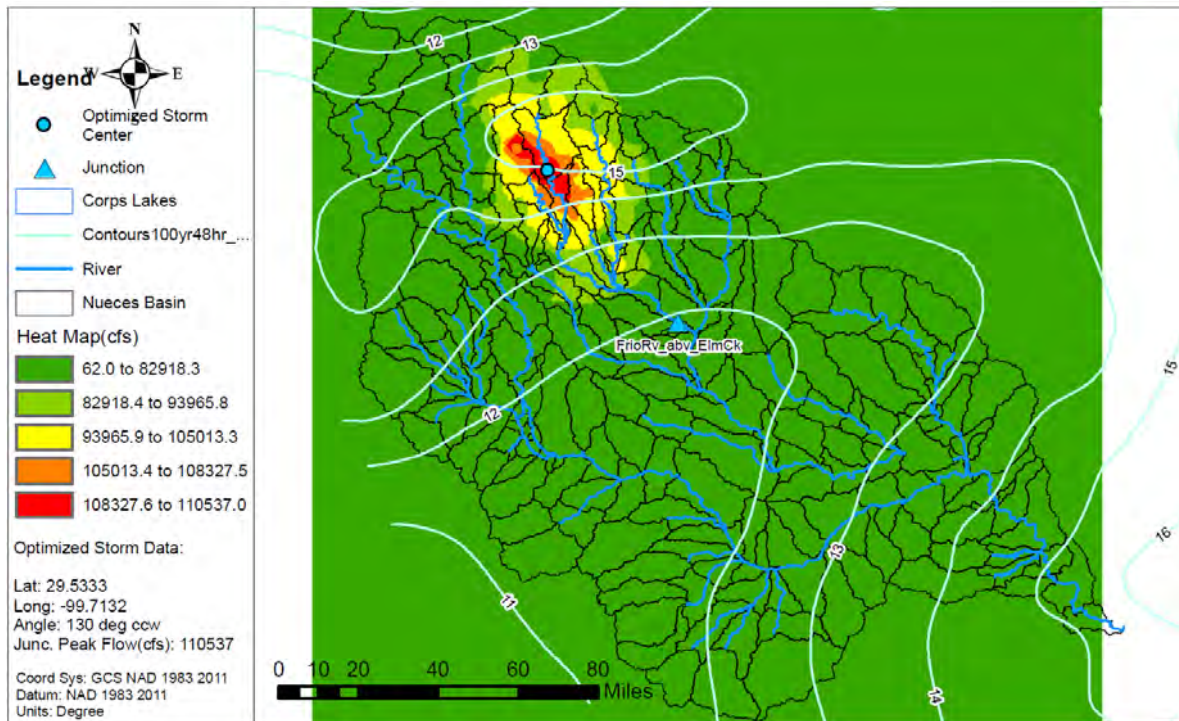 N
Legend
W
E
S
Optimized Storm
Center
Junction
Corps Lakes
Contours100yr48hr_...
River
Nueces Basin
Heat Map(cfs)
62.0 to 82918.3
82918.4 to 93965.8
93965.9 to 105013.3
105013.4 to 108327.5
108327.6 to 110537.0
Optimized Storm Data:
Lat: 29.5333
Long: -99.7132
Angle: 130 deg ccw
Junc. Peak Flow(cfs): 110537
Coord Sys: GCS NAD 1983 2011
Datum: NAD 1983 2011
Units: Degree
12
13
15
FrioRv_abv_ElmCk
15
12
16
13
11
14
0 10 20 40 60 80
Miles